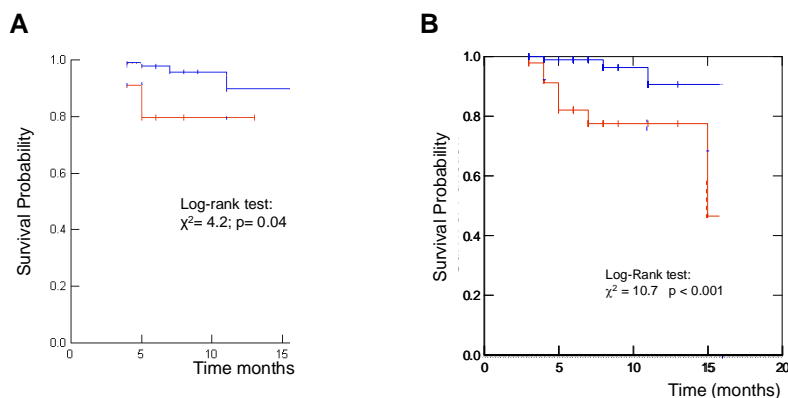 A
1.0
0.8
0.6
0.4
0.2
0.0
Survival Probability
Log-rank test:
χ²= 4.2; p= 0.04
0 5 10 15
Time months
B
1.0
0.8
0.6
0.4
0.2
0.0
Survival Probability
Log-Rank test:
χ² = 10.7 p < 0.001
0 5 10 15 20
Time (months)